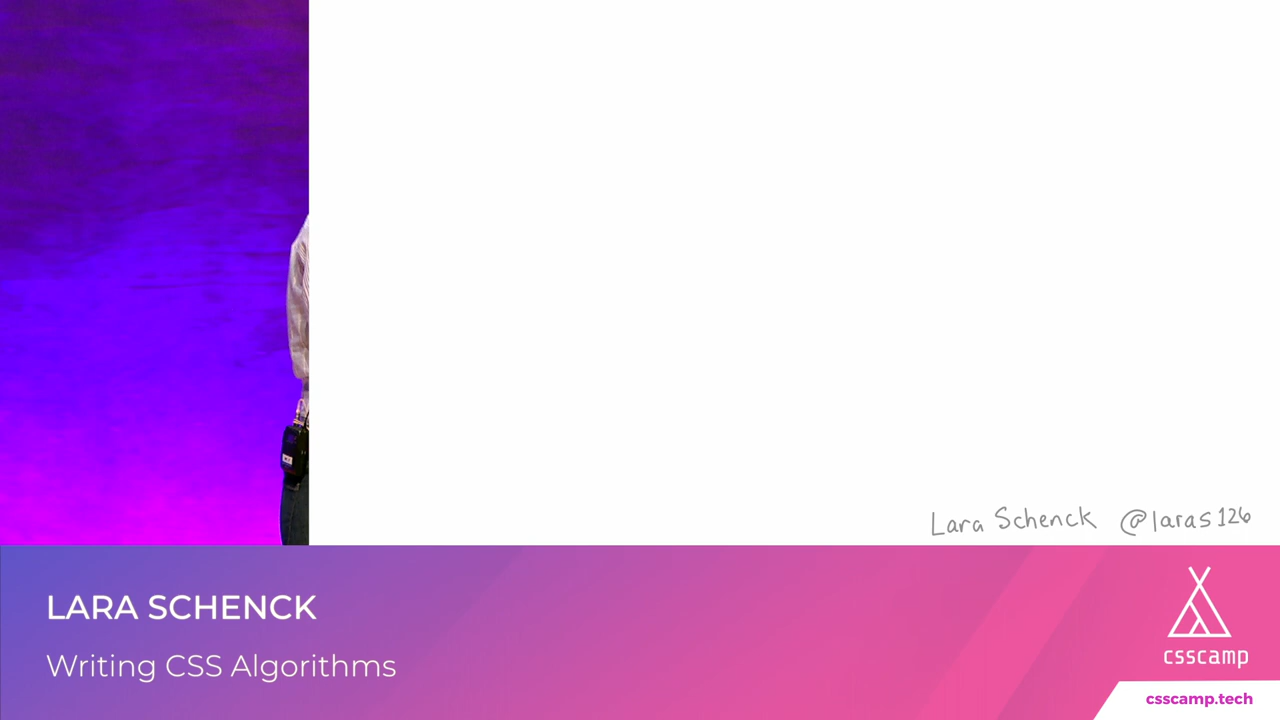 Lara Schenck @laras126
LARA SCHENCK
Writing CSS Algorithms
csscamp
csscamp.tech